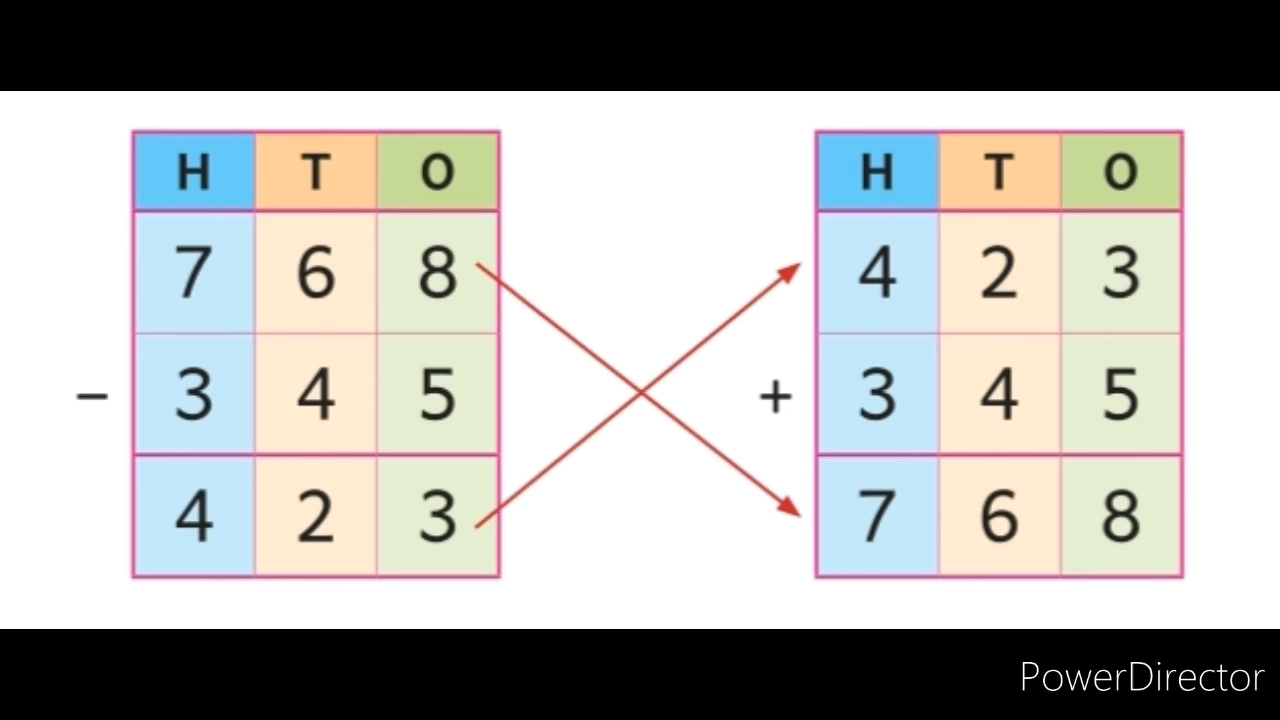 H T O
7 6 8
− 3 4 5
4 2 3
H T O
4 2 3
+ 3 4 5
7 6 8
PowerDirector